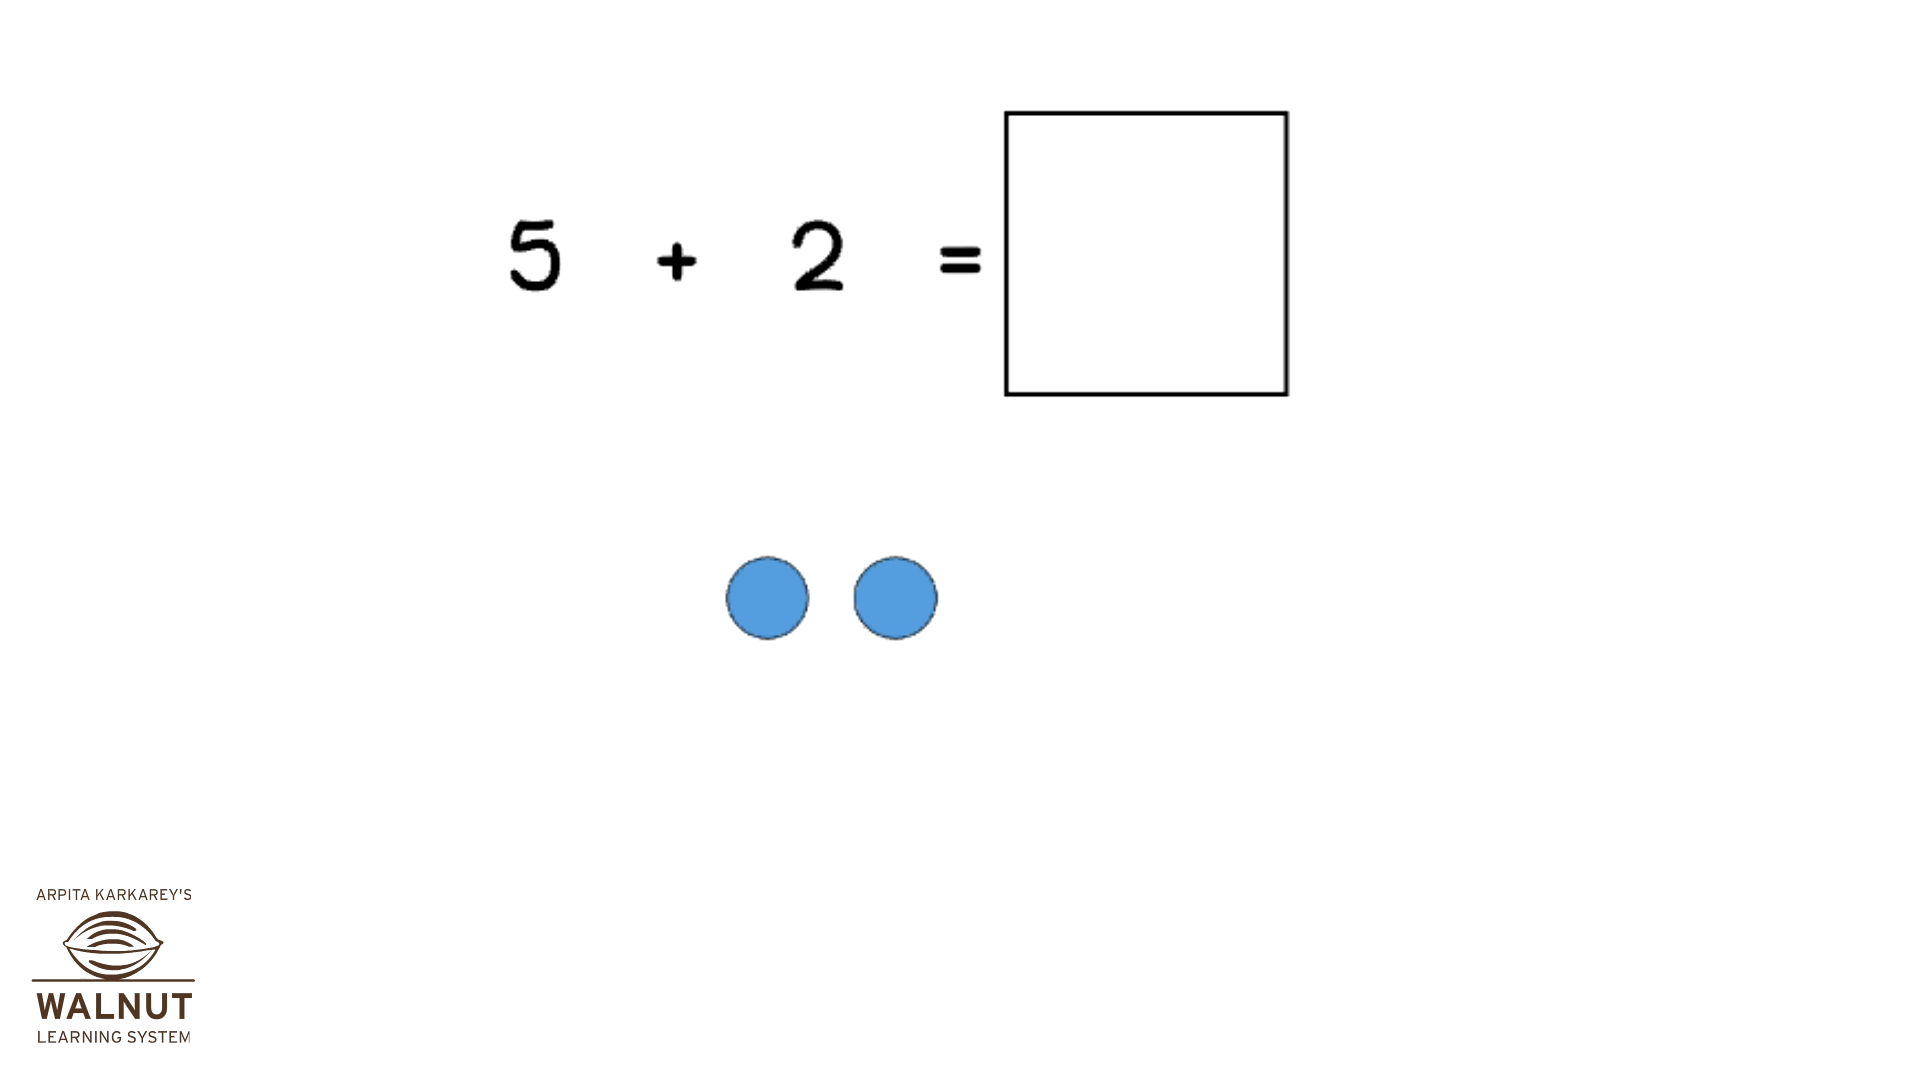 5 + 2 =
ARPITA KARKAREY'S
WALNUT
LEARNING SYSTEM